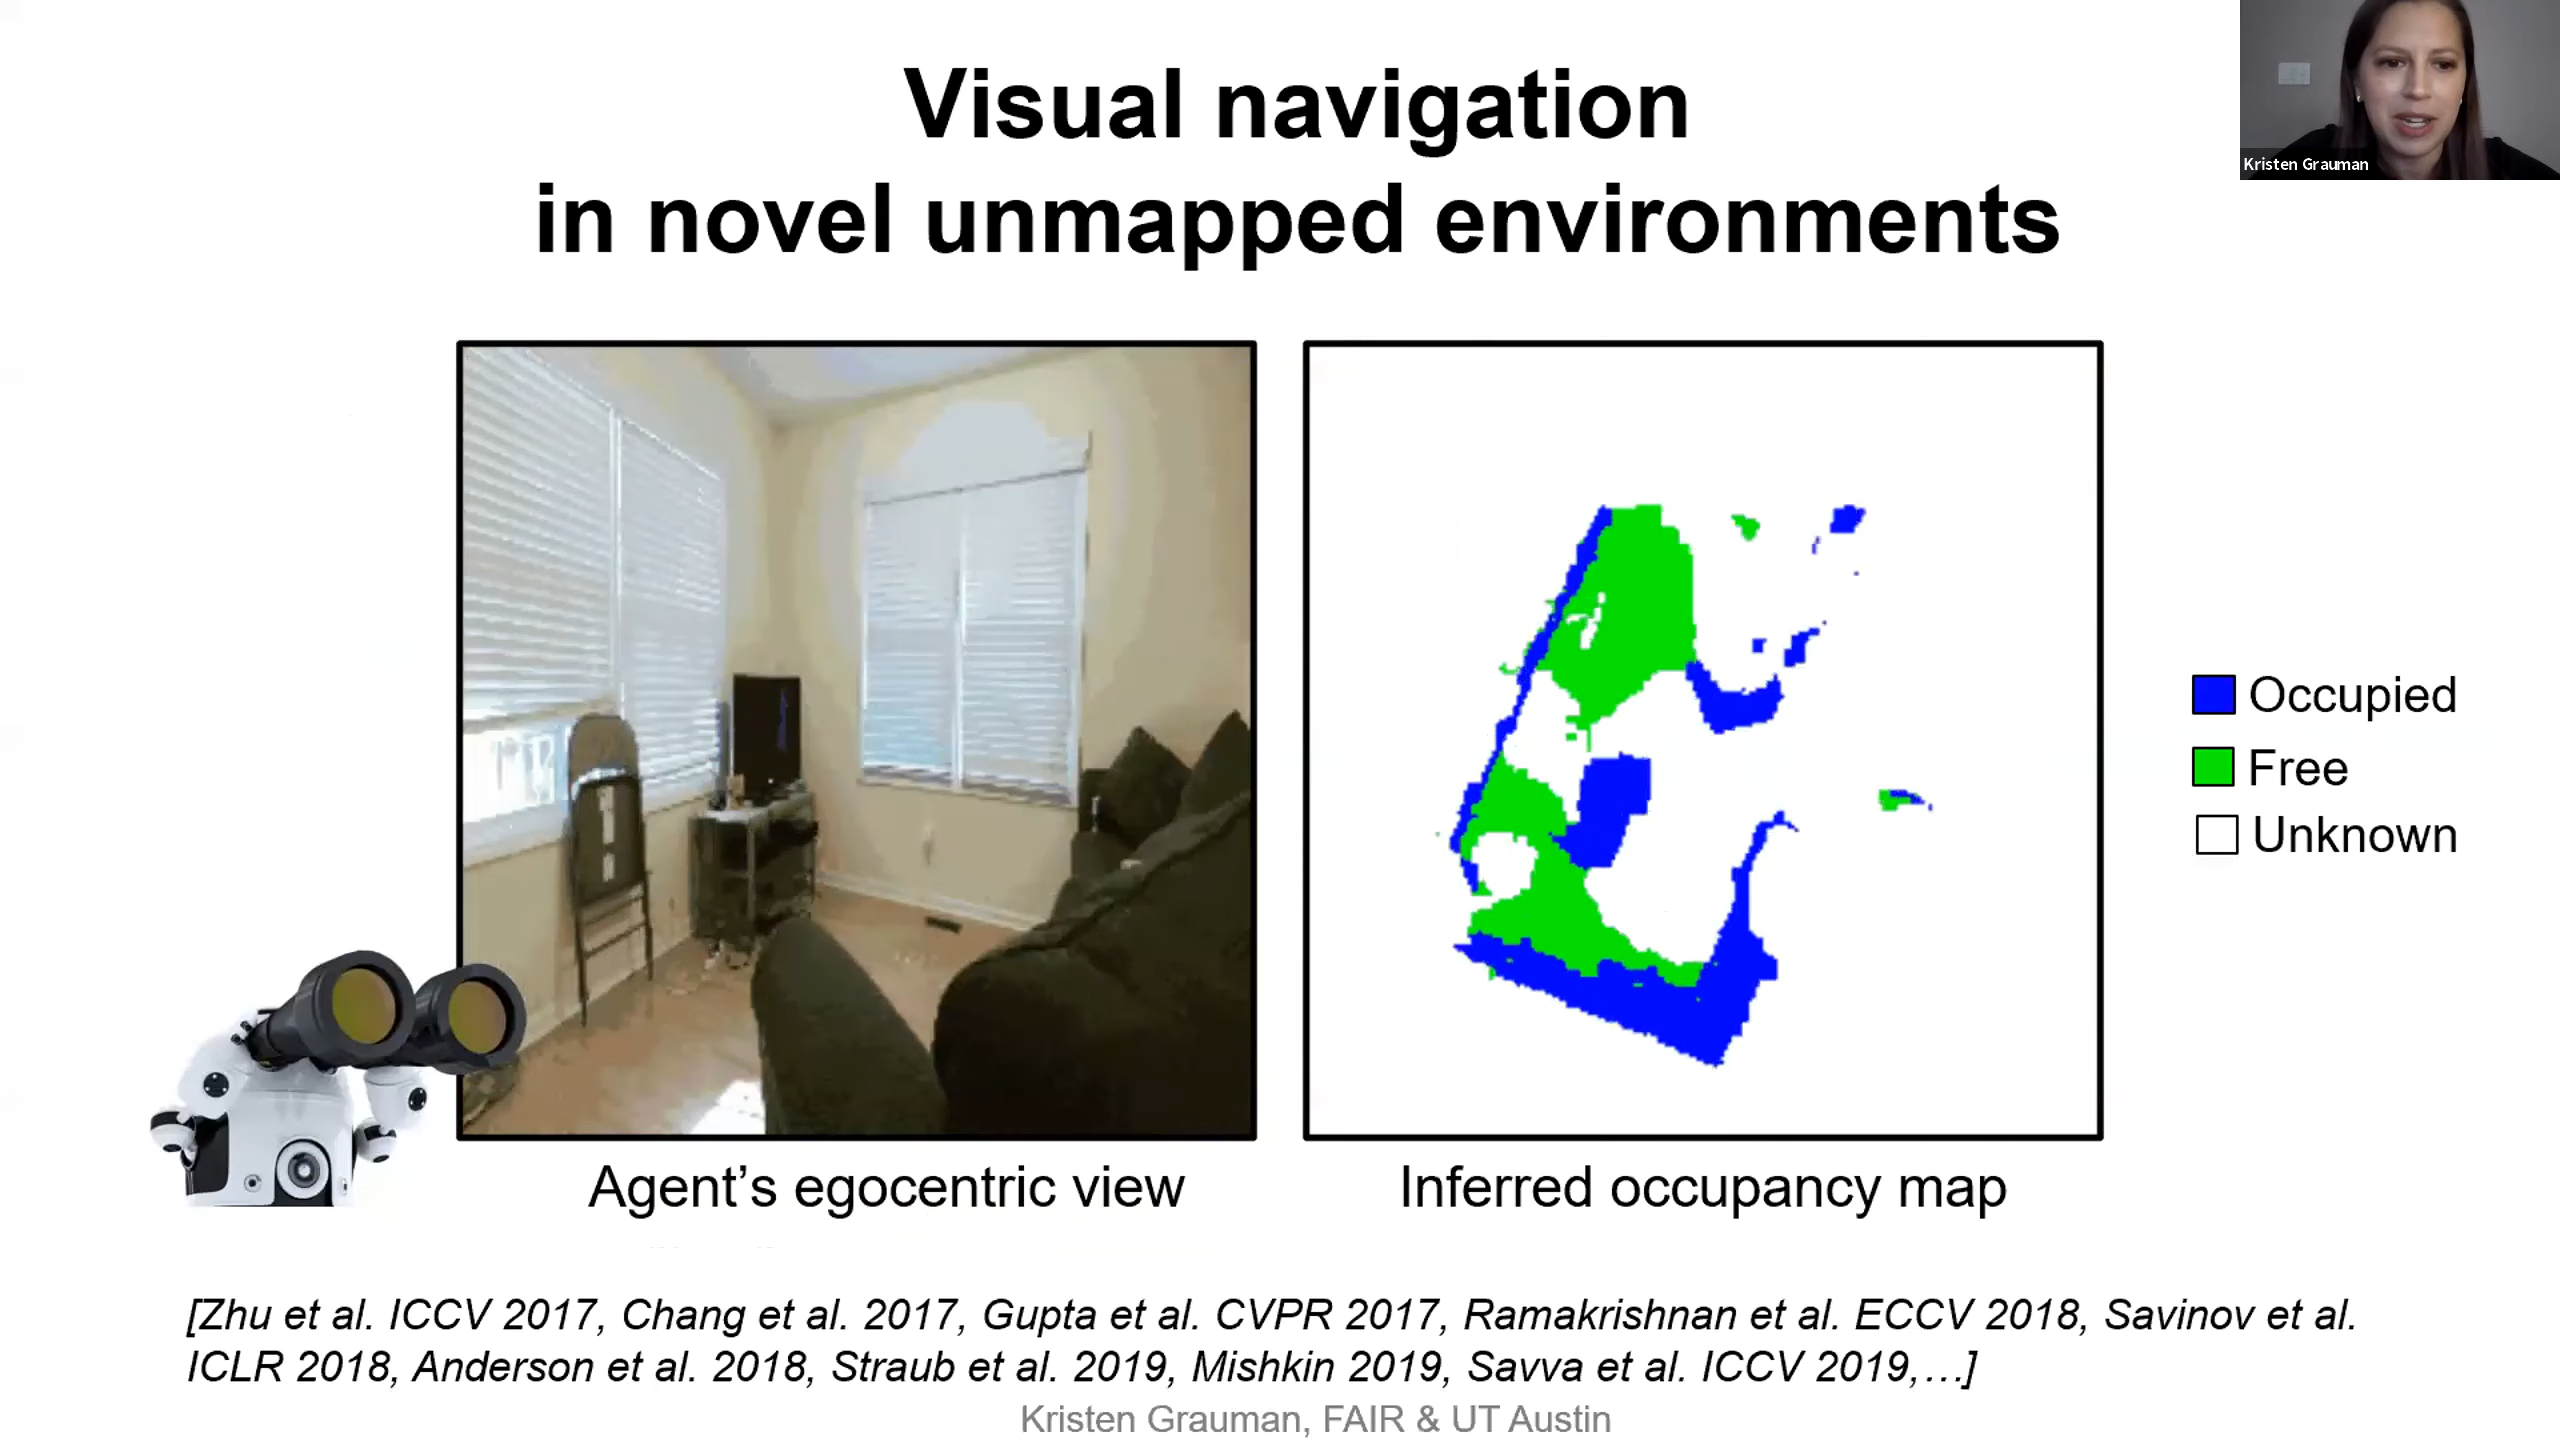 Visual navigation
in novel unmapped environments
Kristen Grauman
Occupied
Free
Unknown
Agent’s egocentric view
Inferred occupancy map
[Zhu et al. ICCV 2017, Chang et al. 2017, Gupta et al. CVPR 2017, Ramakrishnan et al. ECCV 2018, Savinov et al.
ICLR 2018, Anderson et al. 2018, Straub et al. 2019, Mishkin 2019, Savva et al. ICCV 2019,…]
Kristen Grauman, FAIR & UT Austin